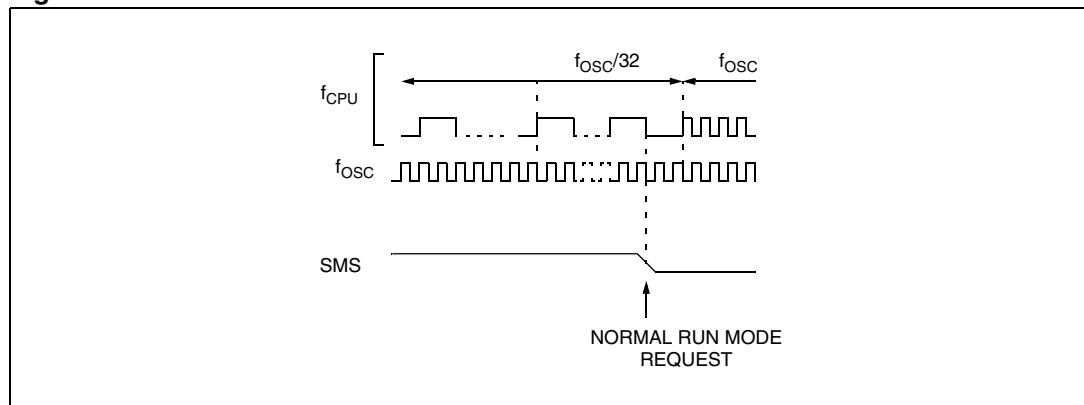 fOSC/32 fOSC
fCPU
fOSC
SMS
NORMAL RUN MODE
REQUEST